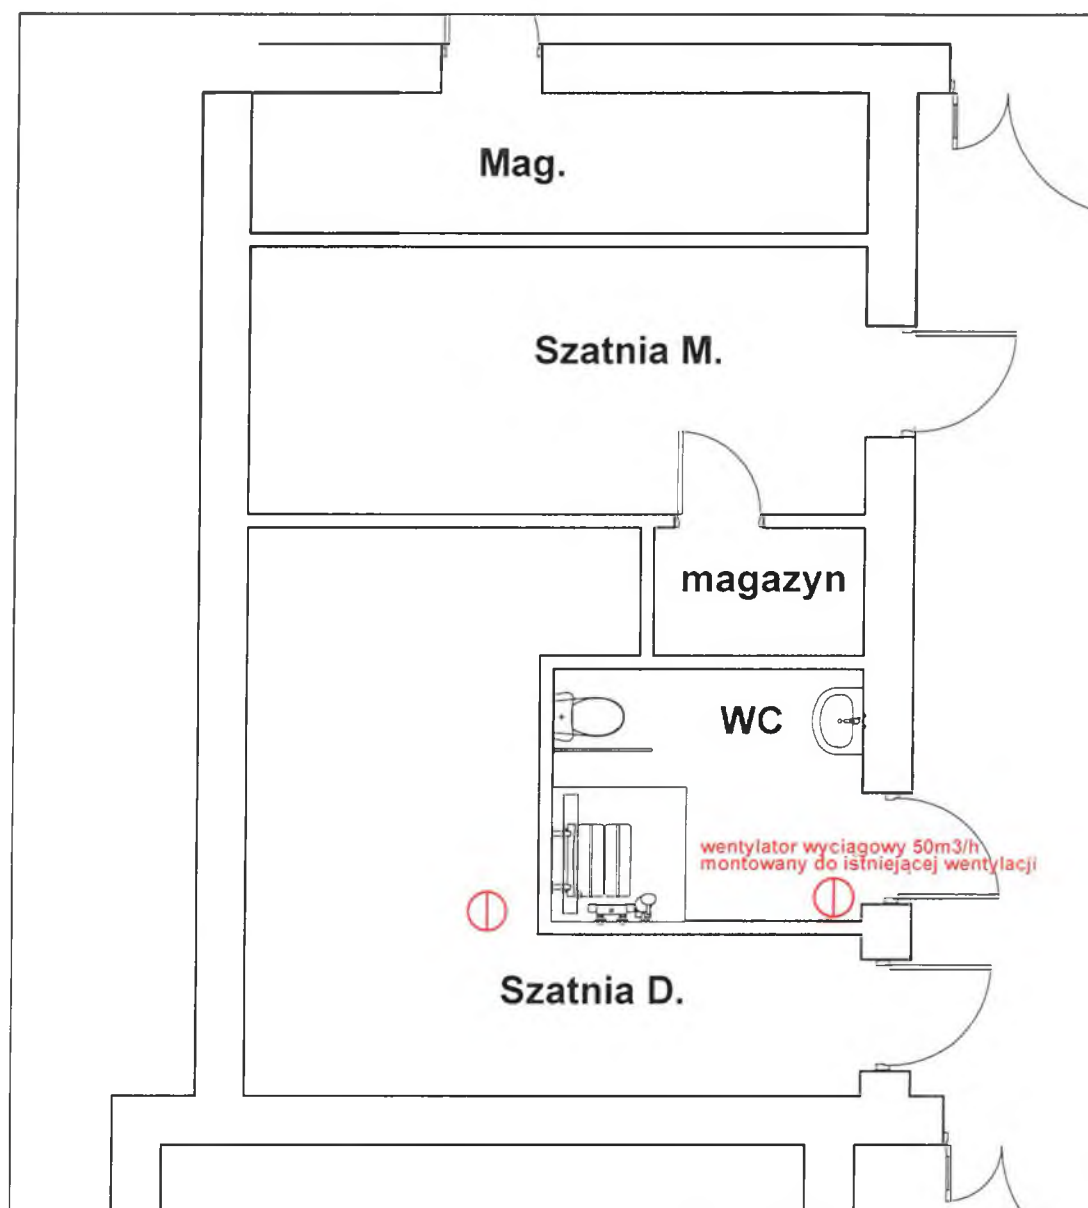 Mag.
Szatnia M.
magazyn
WC
wentylator wyciągowy 50m3/h
montowany do istniejącej wentylacji
Szatnia D.